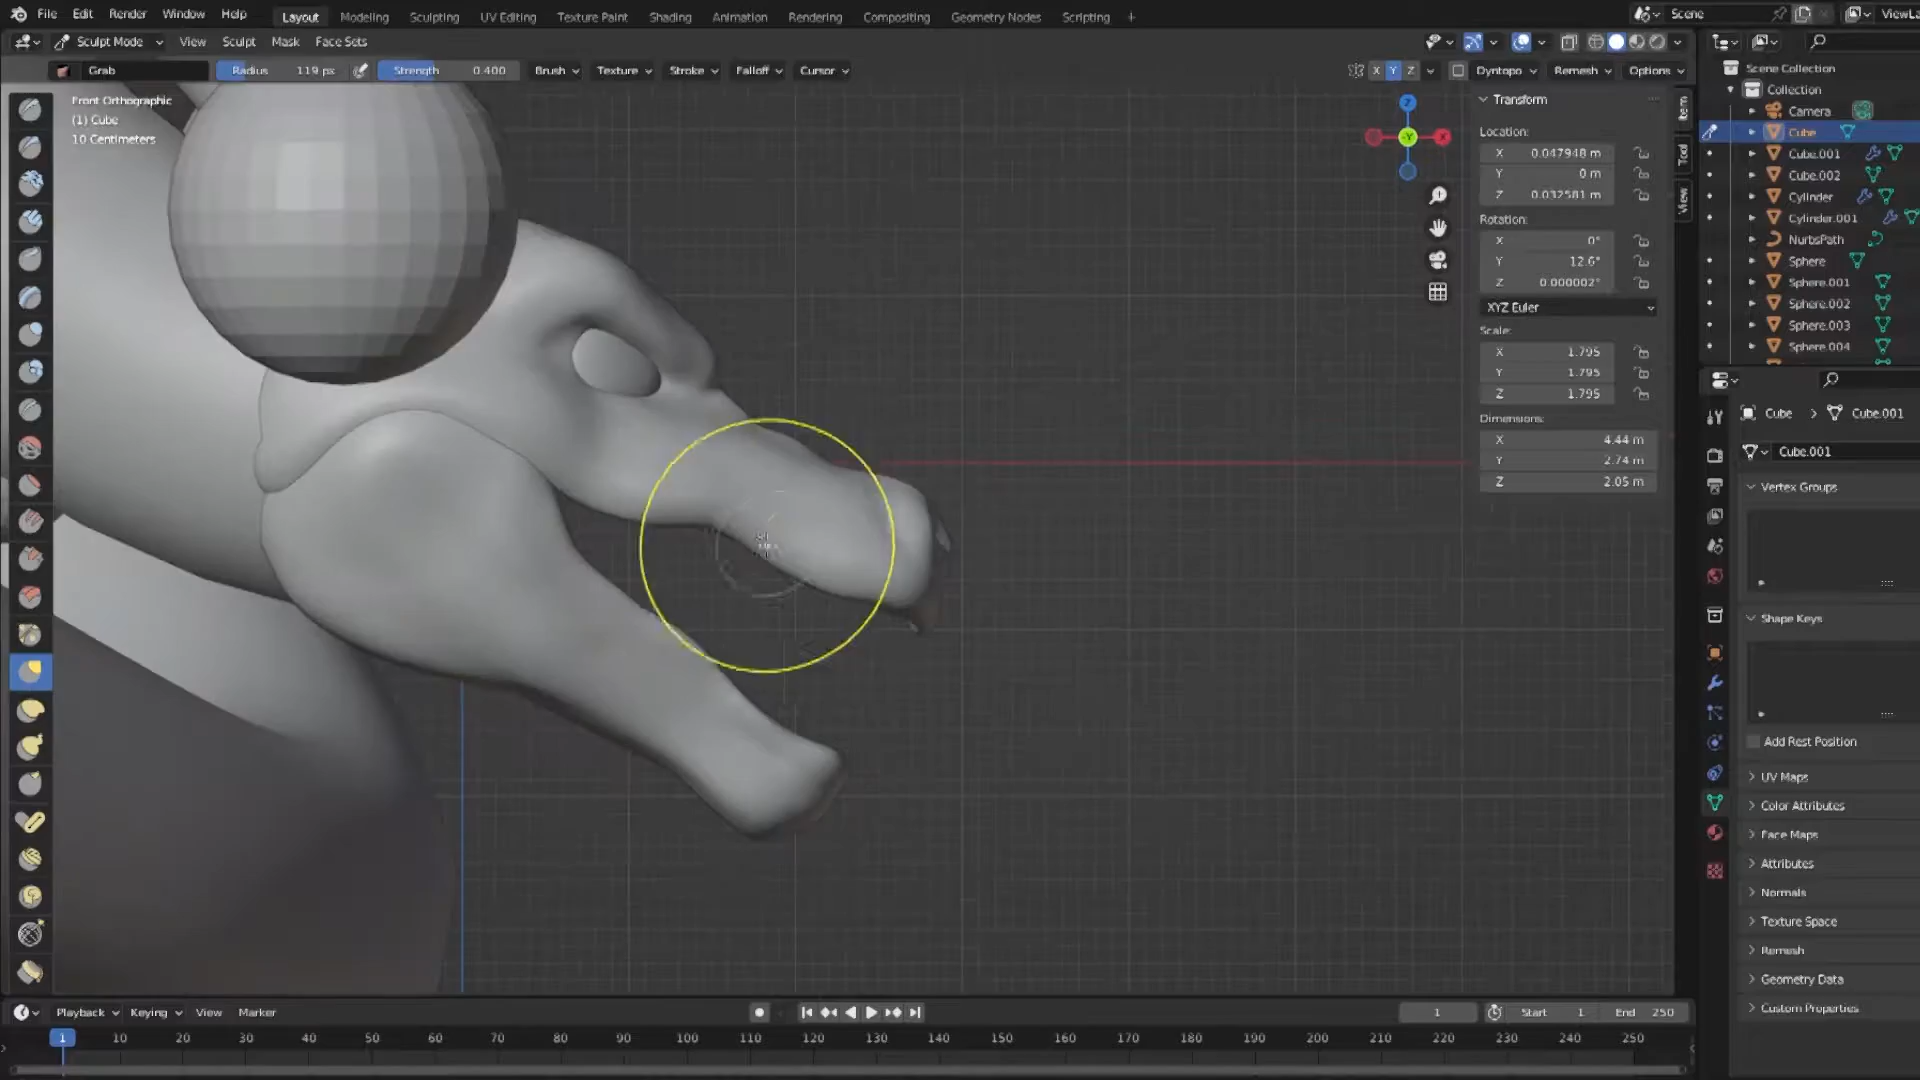 File Edit Render Window Help Layout Modeling Sculpting UV Editing Texture Paint Shading Animation Rendering Compositing Geometry Nodes Scripting + Scene ViewLa
Sculpt Mode View Sculpt Mask Face Sets
Grab Radius 119 px Strength 0.400 Brush Texture Stroke Falloff Cursor X Y Z Dyntopo Remesh Options
Front Orthographic
(1) Cube
10 Centimeters
Z
-Y
X
Transform
Location:
X 0.047948 m
Y 0 m
Z 0.032581 m
Rotation:
X 0°
Y 12.6°
Z 0.000002°
XYZ Euler
Scale:
X 1.795
Y 1.795
Z 1.795
Dimensions:
X 4.44 m
Y 2.74 m
Z 2.05 m
Item
Tool
View
Scene Collection
Collection
Camera
Cube
Cube.001
Cube.002
Cylinder
Cylinder.001
NurbsPath
Sphere
Sphere.001
Sphere.002
Sphere.003
Sphere.004
Cube > Cube.001
Cube.001
Vertex Groups
Shape Keys
Add Rest Position
UV Maps
Color Attributes
Face Maps
Attributes
Normals
Texture Space
Remesh
Geometry Data
Custom Properties
Playback Keying View Marker 1 Start 1 End 250
1 10 20 30 40 50 60 70 80 90 100 110 120 130 140 150 160 170 180 190 200 210 220 230 240 250